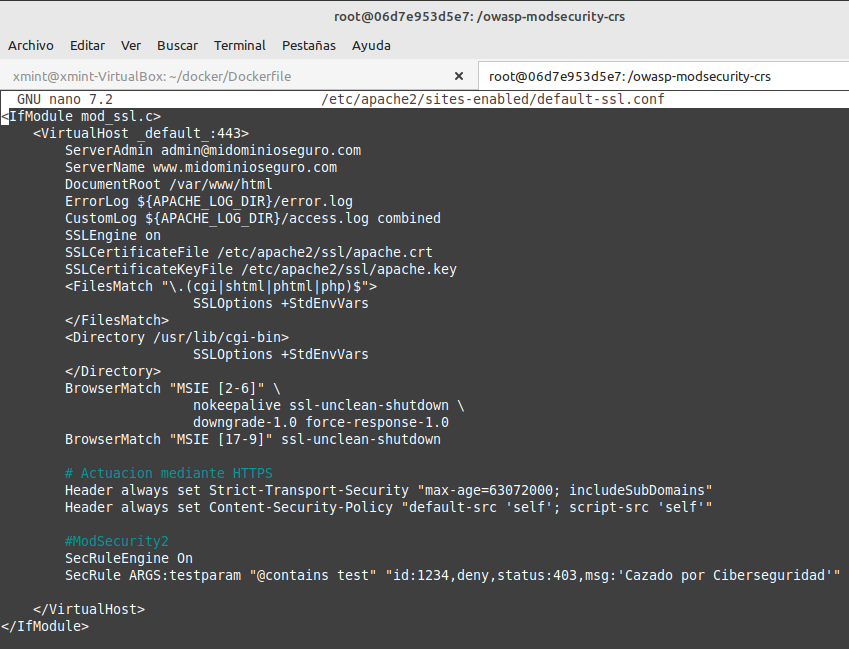 root@06d7e953d5e7: /owasp-modsecurity-crs
Archivo Editar Ver Buscar Terminal Pestañas Ayuda
xmint@xmint-VirtualBox: ~/docker/Dockerfile × root@06d7e953d5e7: /owasp-modsecurity-crs
GNU nano 7.2 /etc/apache2/sites-enabled/default-ssl.conf
<IfModule mod_ssl.c>
    <VirtualHost _default_:443>
        ServerAdmin admin@midominioseguro.com
        ServerName www.midominioseguro.com
        DocumentRoot /var/www/html
        ErrorLog ${APACHE_LOG_DIR}/error.log
        CustomLog ${APACHE_LOG_DIR}/access.log combined
        SSLEngine on
        SSLCertificateFile /etc/apache2/ssl/apache.crt
        SSLCertificateKeyFile /etc/apache2/ssl/apache.key
        <FilesMatch "\.(cgi|shtml|phtml|php)$">
                        SSLOptions +StdEnvVars
        </FilesMatch>
        <Directory /usr/lib/cgi-bin>
                        SSLOptions +StdEnvVars
        </Directory>
        BrowserMatch "MSIE [2-6]" \
                        nokeepalive ssl-unclean-shutdown \
                        downgrade-1.0 force-response-1.0
        BrowserMatch "MSIE [17-9]" ssl-unclean-shutdown

        # Actuacion mediante HTTPS
        Header always set Strict-Transport-Security "max-age=63072000; includeSubDomains"
        Header always set Content-Security-Policy "default-src 'self'; script-src 'self'"

        #ModSecurity2
        SecRuleEngine On
        SecRule ARGS:testparam "@contains test" "id:1234,deny,status:403,msg:'Cazado por Ciberseguridad'"

    </VirtualHost>
</IfModule>